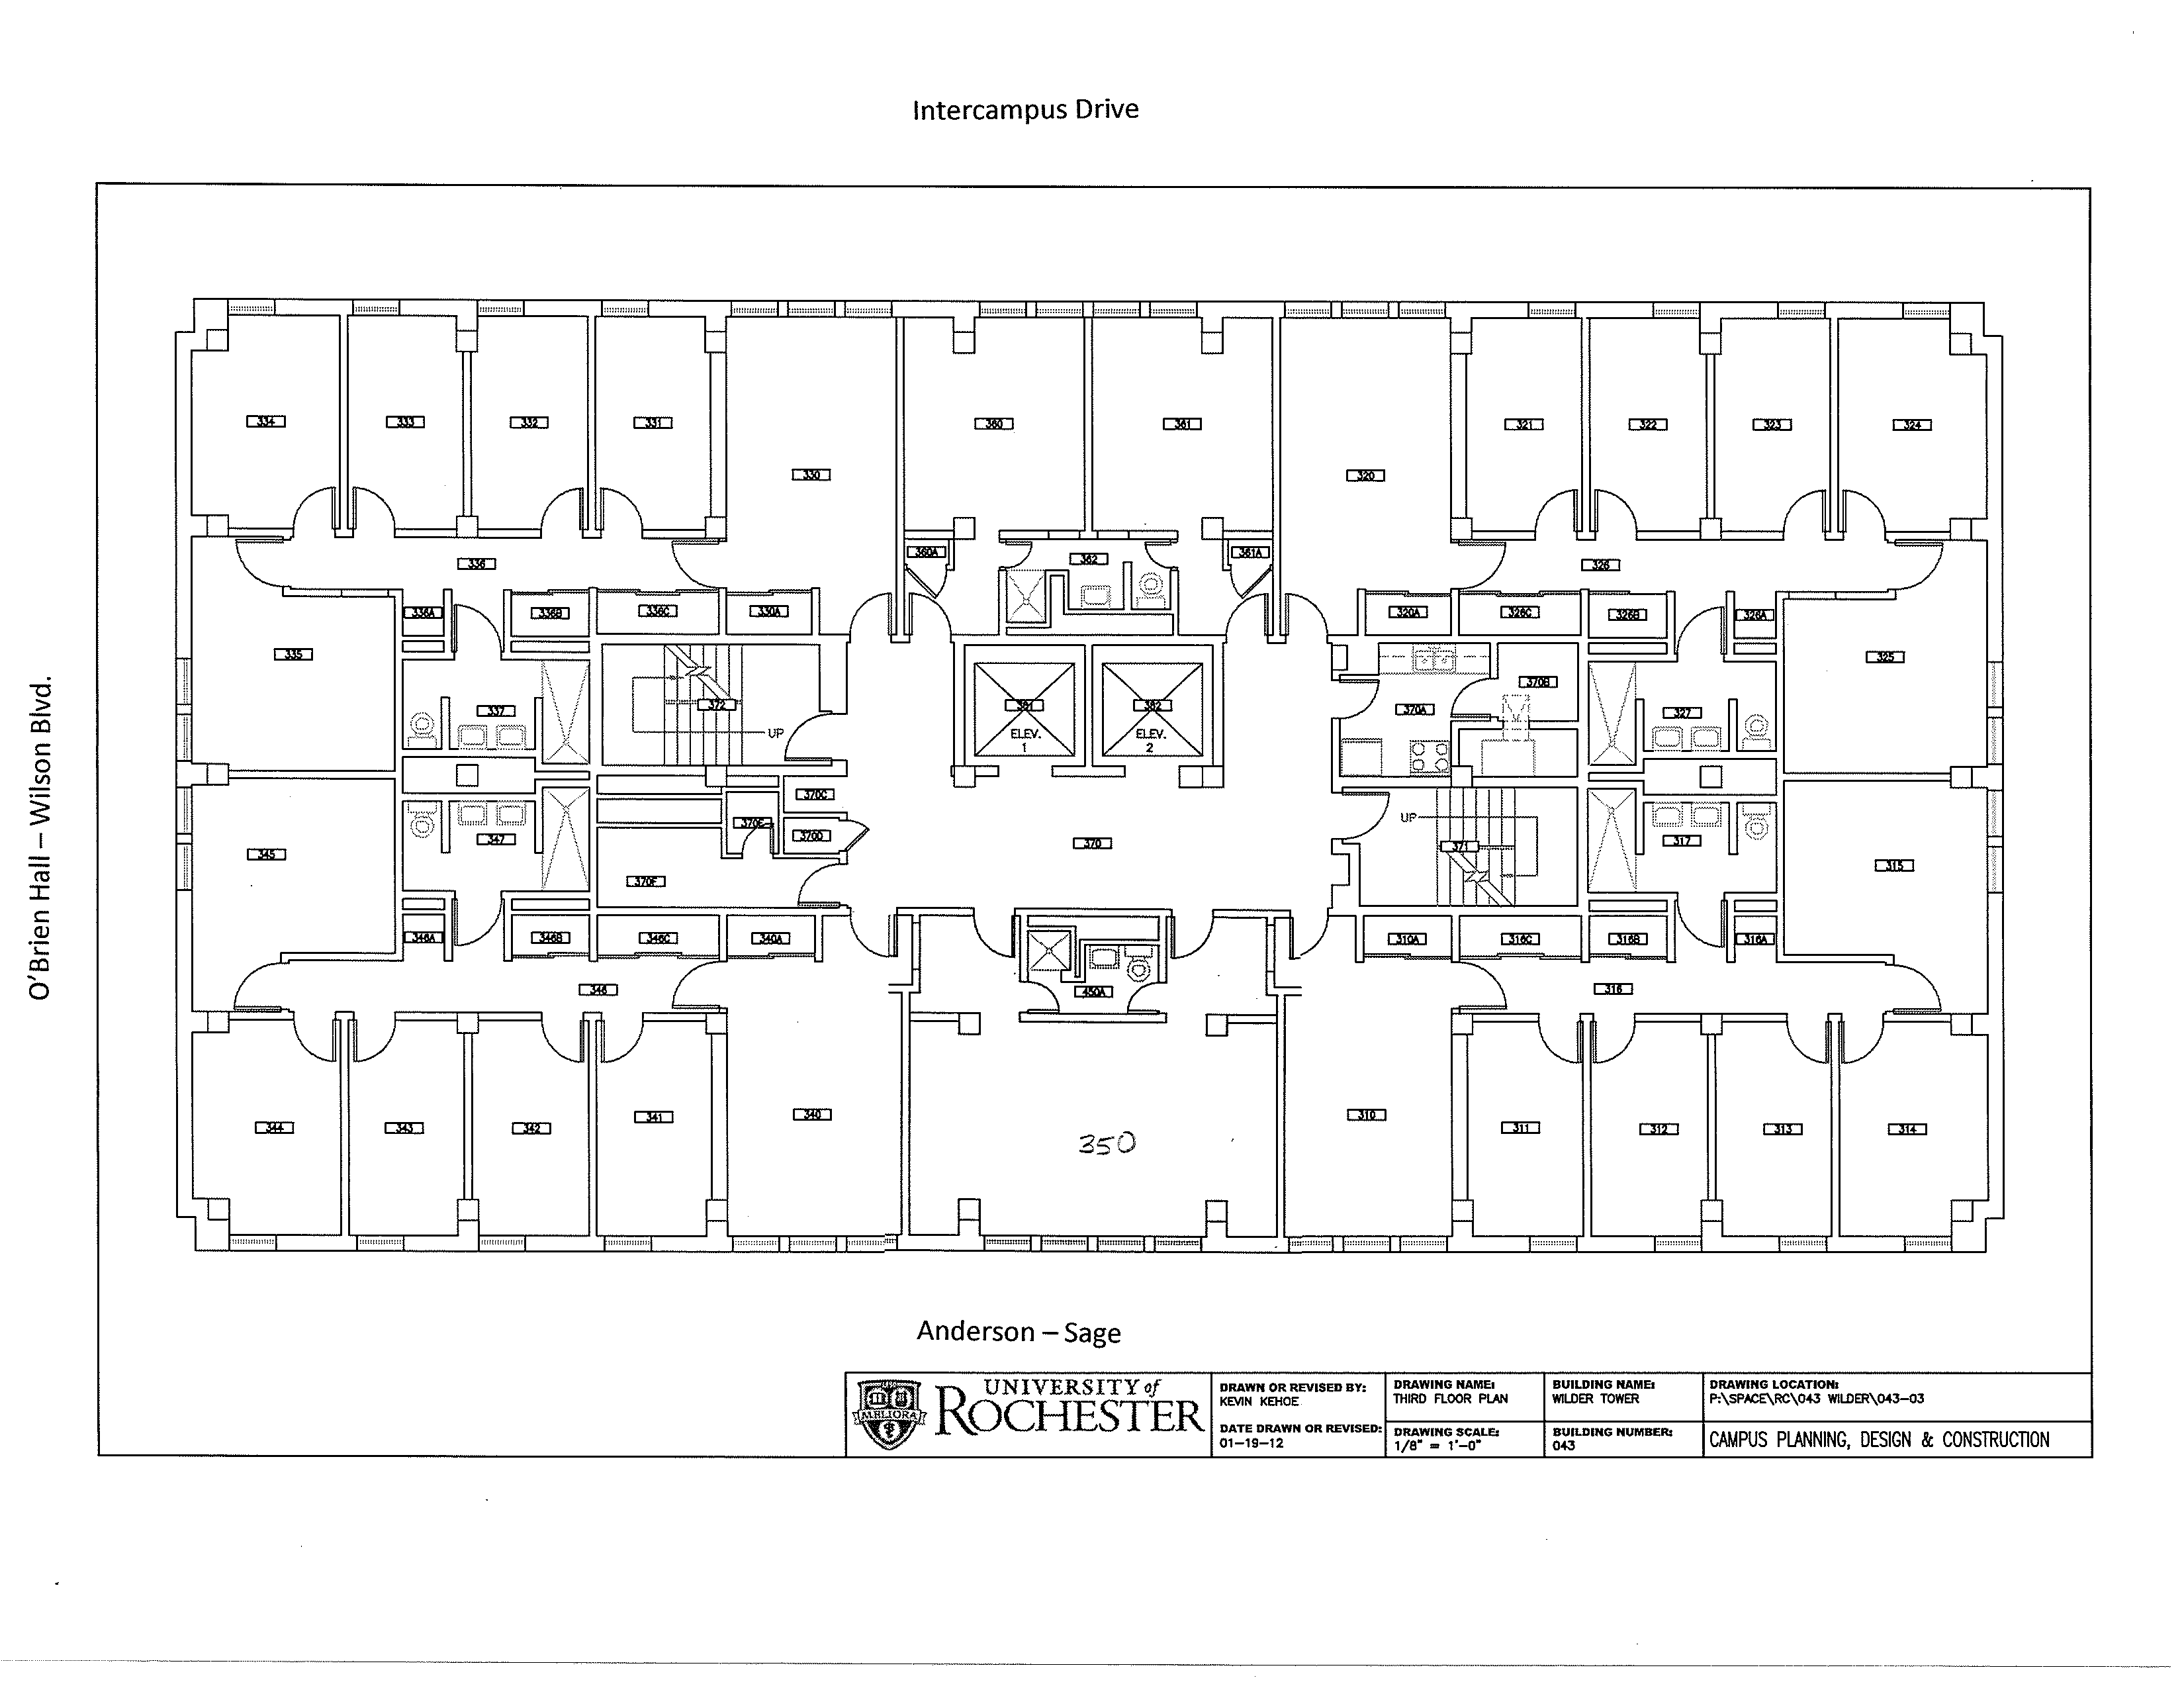 Intercampus Drive
O'Brien Hall – Wilson Blvd.
334
333
332
331
330
360
361
320
321
322
323
324
336
360A
362
361A
326
336A
336B
336C
330A
320A
326C
326B
326A
335
325
337
372
UP
381
ELEV.
1
382
ELEV.
2
370A
370B
327
370C
370E
370D
370
UP
371
345
347
370F
317
315
346A
346B
346C
340A
310A
316C
316B
316A
346
450A
316
344
343
342
341
340
350
310
311
312
313
314
Anderson – Sage
MELIORA
UNIVERSITY of
ROCHESTER
DRAWN OR REVISED BY:
KEVIN KEHOE
DATE DRAWN OR REVISED:
01-19-12
DRAWING NAME:
THIRD FLOOR PLAN
DRAWING SCALE:
1/8" = 1'-0"
BUILDING NAME:
WILDER TOWER
BUILDING NUMBER:
043
DRAWING LOCATION:
P:\SPACE\RC\043 WILDER\043-03
CAMPUS PLANNING, DESIGN & CONSTRUCTION